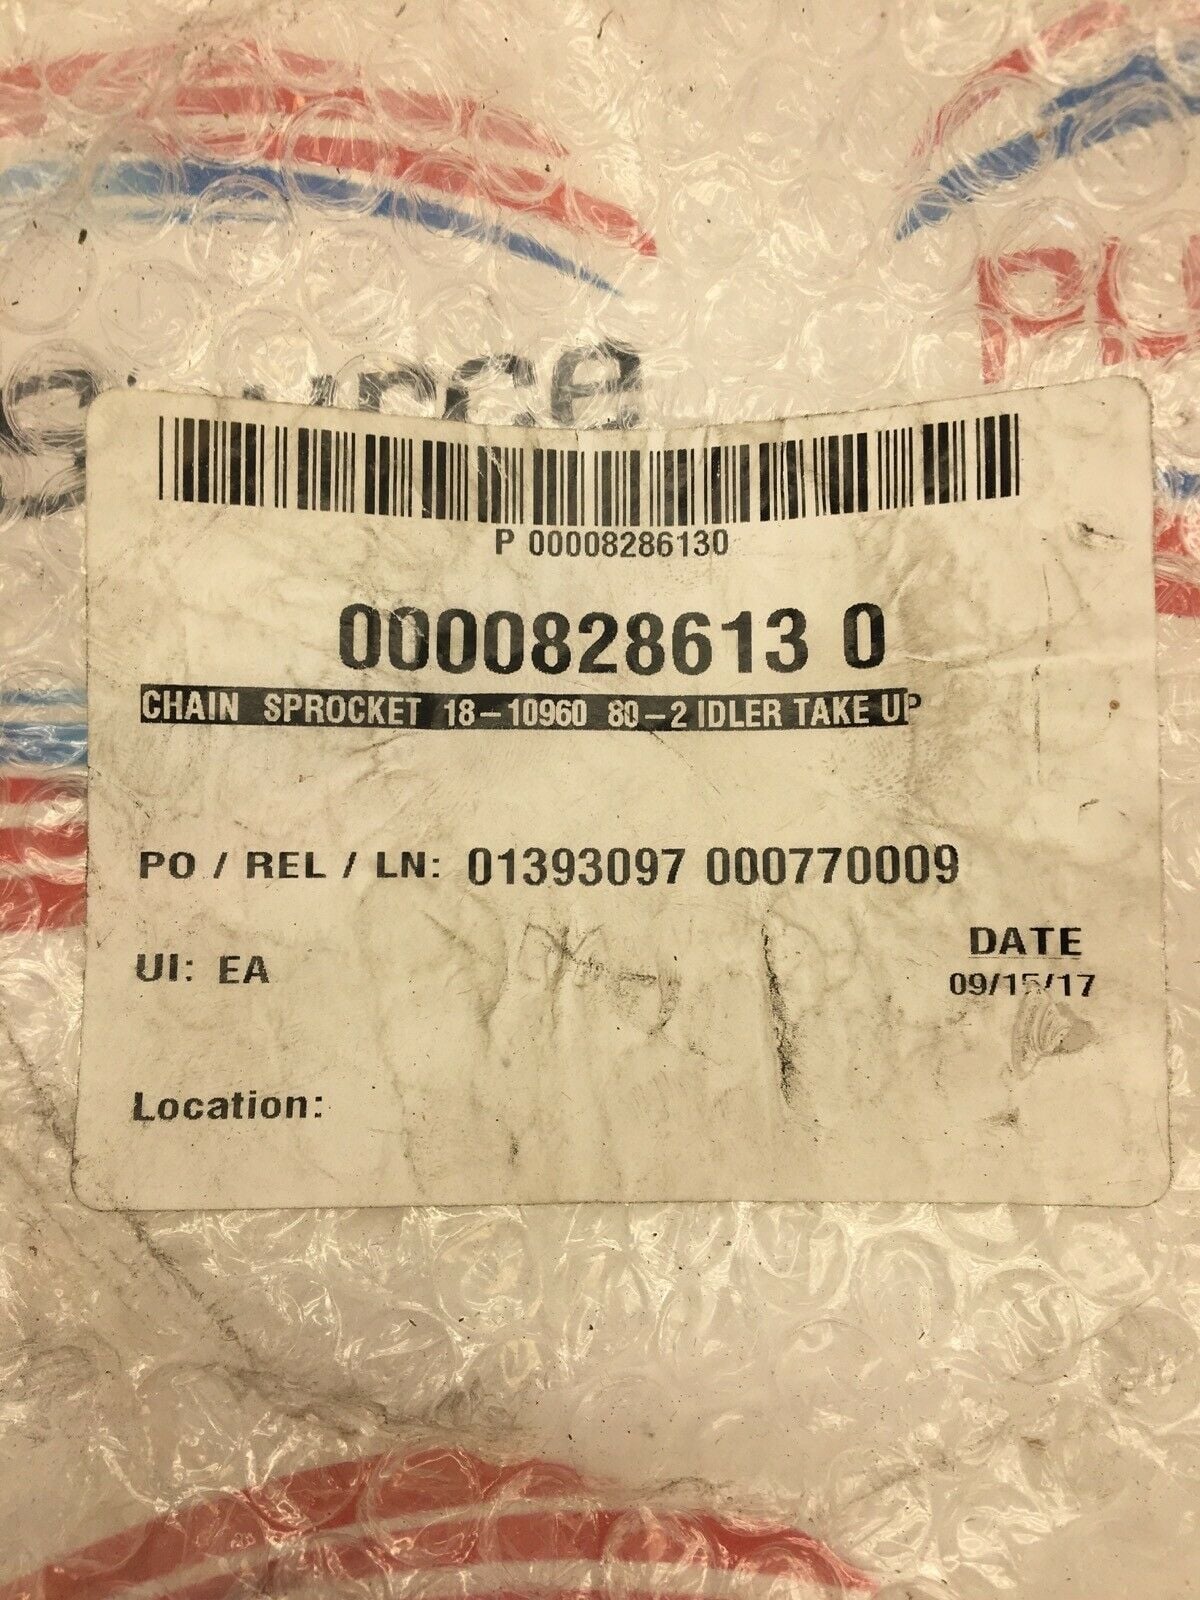 PU
P 00008286130
0000828613 0
CHAIN SPROCKET 18-10960 80-2 IDLER TAKE UP
PO / REL / LN: 01393097 000770009
DATE
UI: EA
09/15/17
Location: